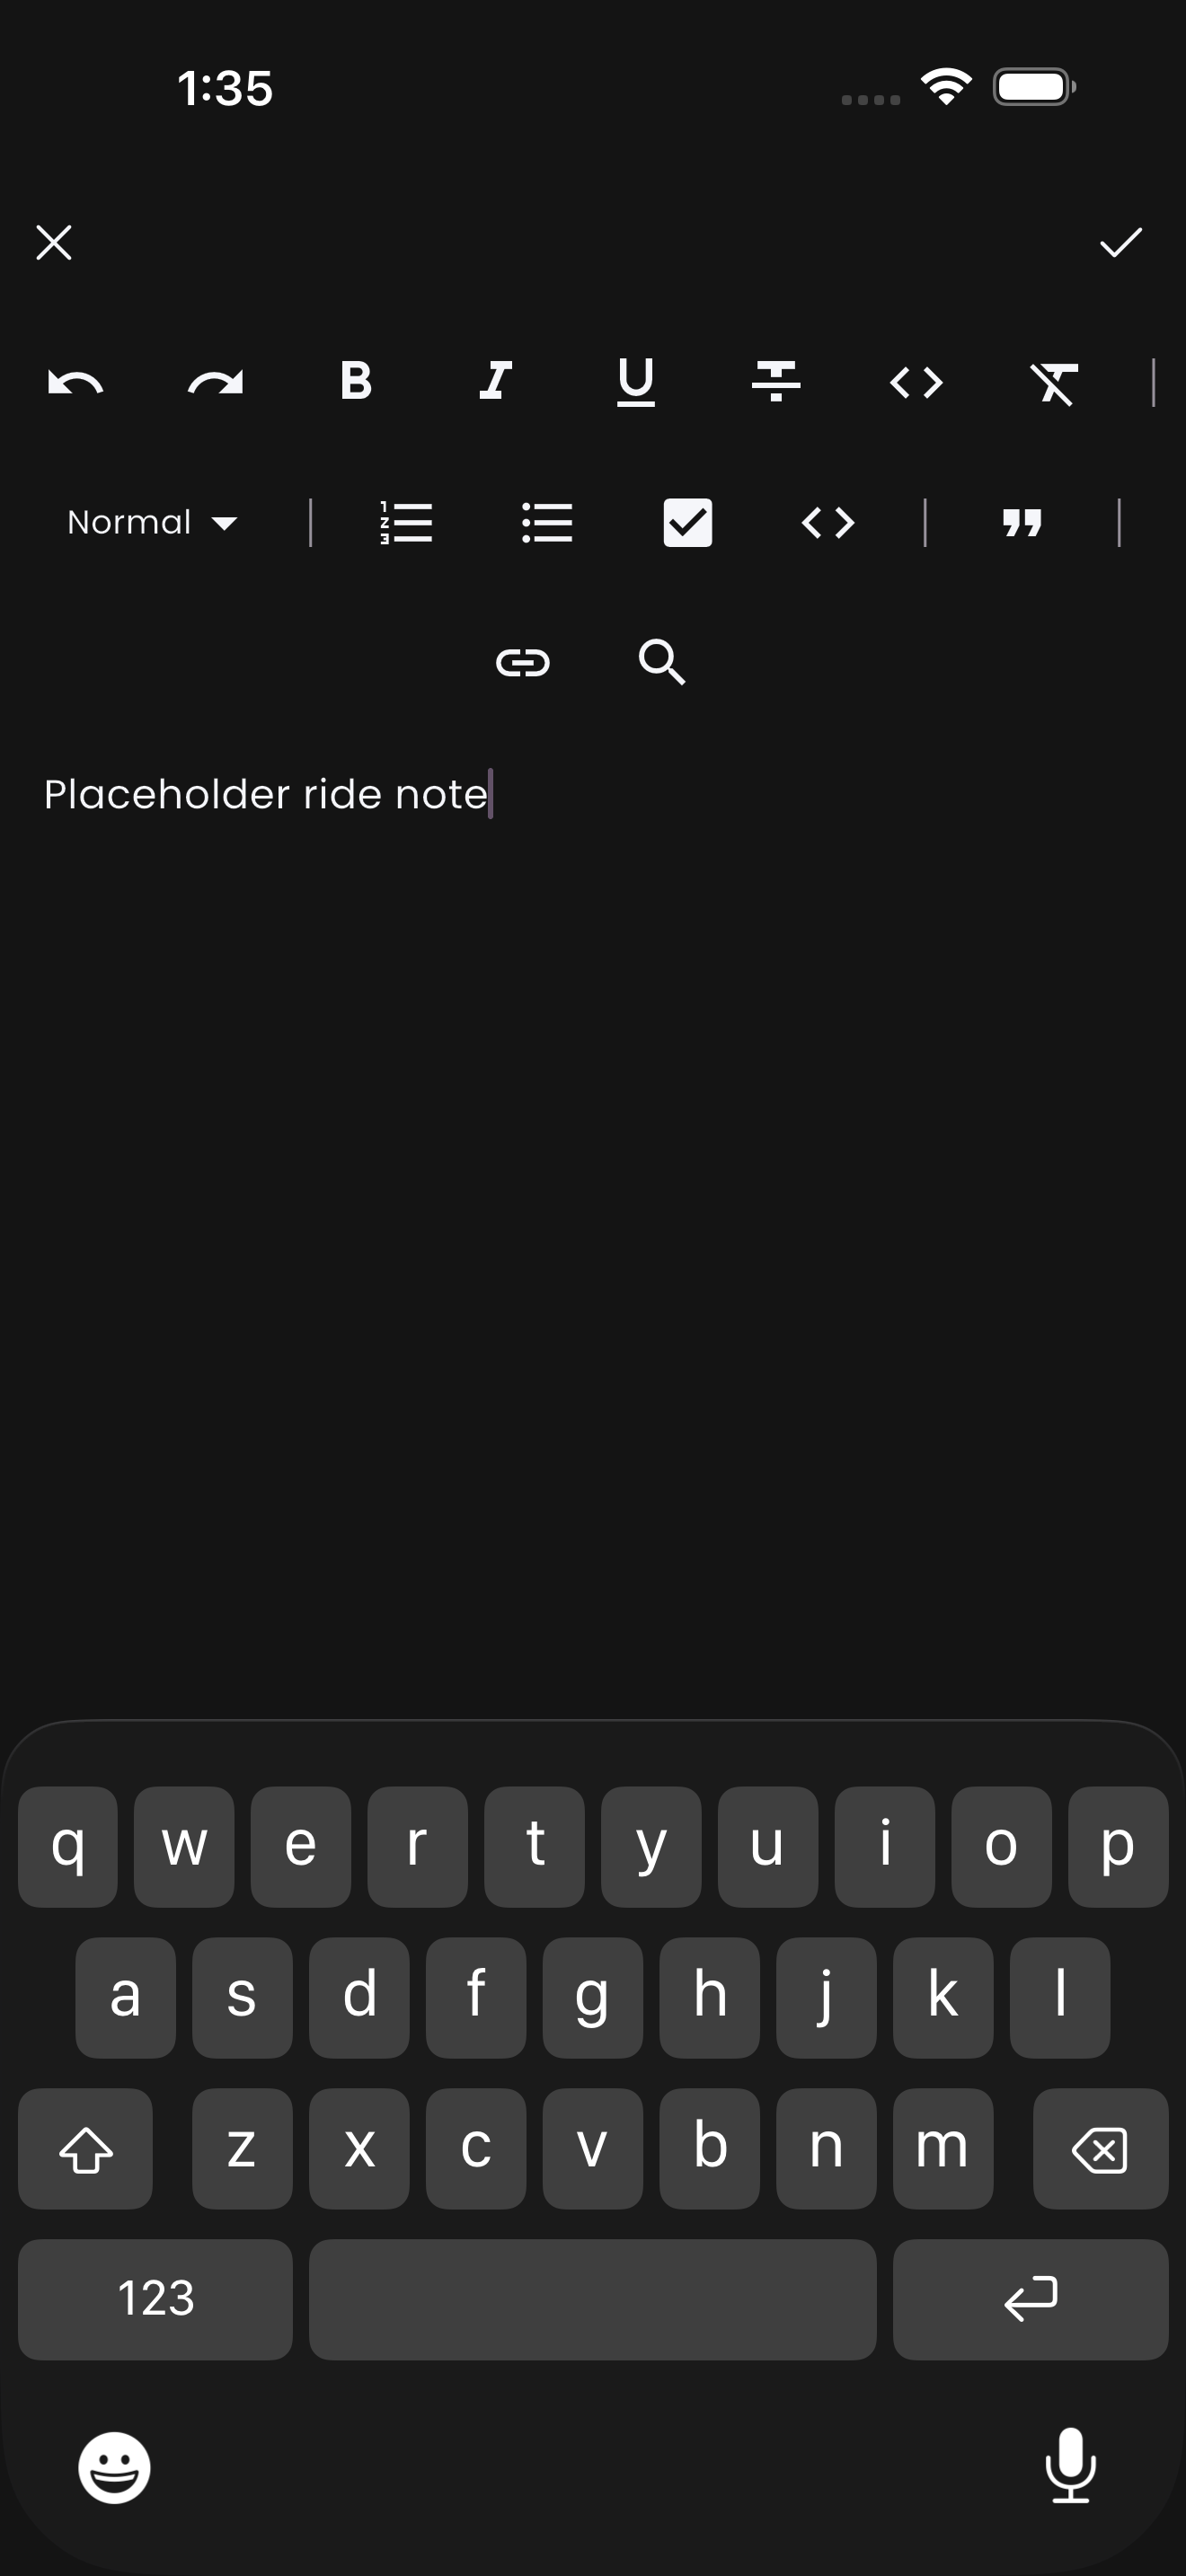 1:35
Normal
Placeholder ride note
q w e r t y u i o p
a s d f g h j k l
z x c v b n m
123